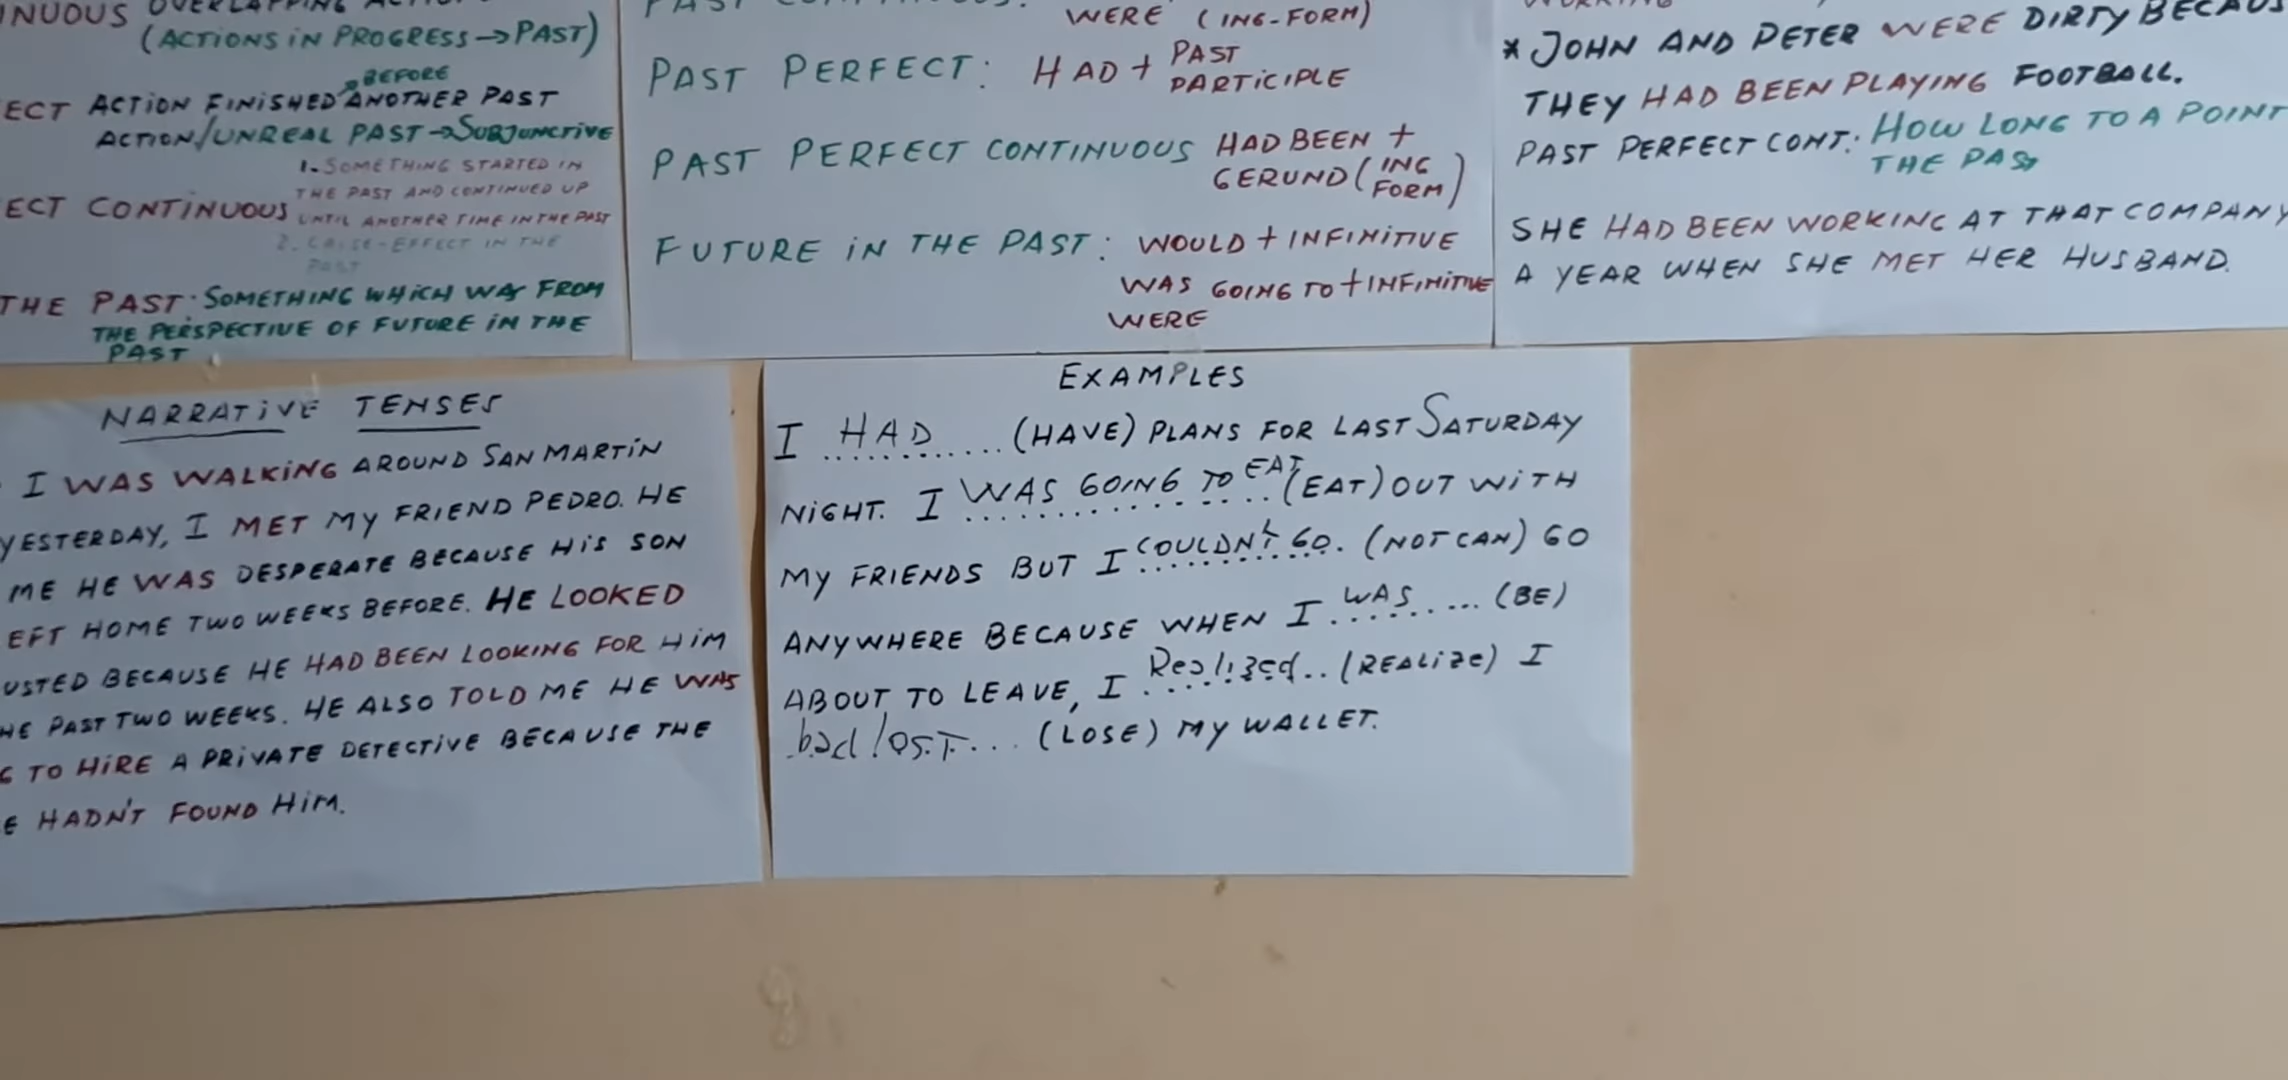 (ACTIONS IN PROGRESS→PAST)
BEFORE
ECT ACTION FINISHED ANOTHER PAST
ACTION/UNREAL PAST→SUBJUNCTIVE
1. SOMETHING STARTED IN
THE PAST AND CONTINUED UP
ECT CONTINUOUS UNTIL ANOTHER TIME IN THE PAST
2. CAUSE-EFFECT IN THE
PAST
THE PAST: SOMETHING WHICH WAS FROM
THE PERSPECTIVE OF FUTURE IN THE
PAST
WERE (ING-FORM)
PAST PERFECT: HAD + PAST
PARTICIPLE
PAST PERFECT CONTINUOUS HAD BEEN +
GERUND (ING
FORM)
FUTURE IN THE PAST: WOULD + INFINITIVE
WAS GOING TO + INFINITIVE
WERE
* JOHN AND PETER WERE DIRTY BECAUS
THEY HAD BEEN PLAYING FOOTBALL.
PAST PERFECT CONT: HOW LONG TO A POINT
THE PAST
SHE HAD BEEN WORKING AT THAT COMPANY
A YEAR WHEN SHE MET HER HUSBAND.
NARRATIVE TENSES
I WAS WALKING AROUND SAN MARTIN
YESTERDAY, I MET MY FRIEND PEDRO. HE
ME HE WAS DESPERATE BECAUSE HIS SON
EFT HOME TWO WEEKS BEFORE. HE LOOKED
USTED BECAUSE HE HAD BEEN LOOKING FOR HIM
HE PAST TWO WEEKS. HE ALSO TOLD ME HE WAS
G TO HIRE A PRIVATE DETECTIVE BECAUSE THE
E HADN'T FOUND HIM.
EXAMPLES
I HAD.... (HAVE) PLANS FOR LAST SATURDAY
NIGHT. I WAS GOING TO EAT (EAT) OUT WITH
MY FRIENDS BUT I COULDN'T GO. (NOT CAN) GO
ANYWHERE BECAUSE WHEN I WAS.... (BE)
ABOUT TO LEAVE, I Realized.. (REALIZE) I
had losT... (LOSE) MY WALLET.